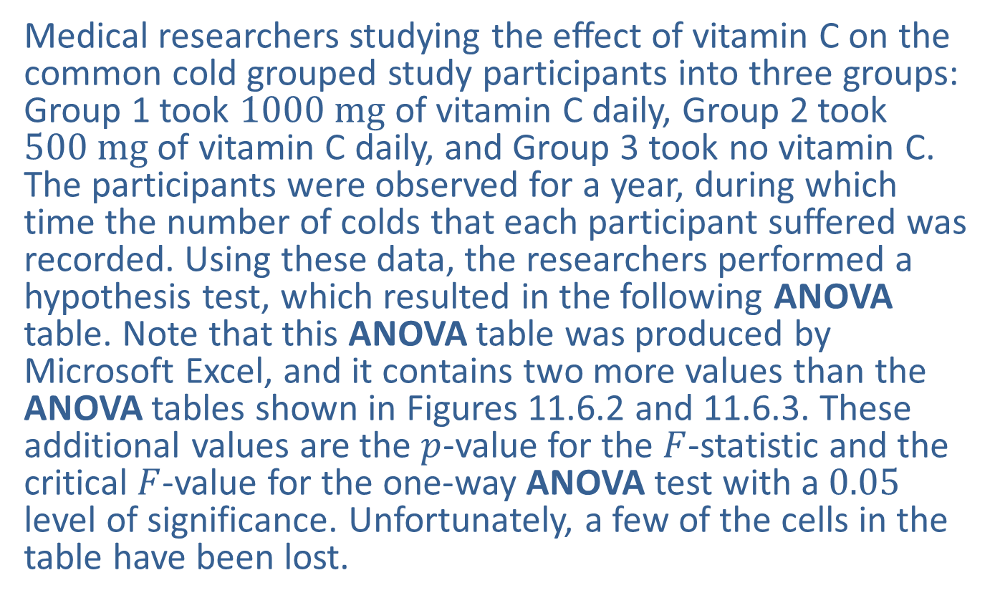 Medical researchers studying the effect of vitamin C on the
common cold grouped study participants into three groups:
Group 1 took 1000 mg of vitamin C daily, Group 2 took
500 mg of vitamin C daily, and Group 3 took no vitamin C.
The participants were observed for a year, during which
time the number of colds that each participant suffered was
recorded. Using these data, the researchers performed a
hypothesis test, which resulted in the following ANOVA
table. Note that this ANOVA table was produced by
Microsoft Excel, and it contains two more values than the
ANOVA tables shown in Figures 11.6.2 and 11.6.3. These
additional values are the p-value for the F-statistic and the
critical F-value for the one-way ANOVA test with a 0.05
level of significance. Unfortunately, a few of the cells in the
table have been lost.